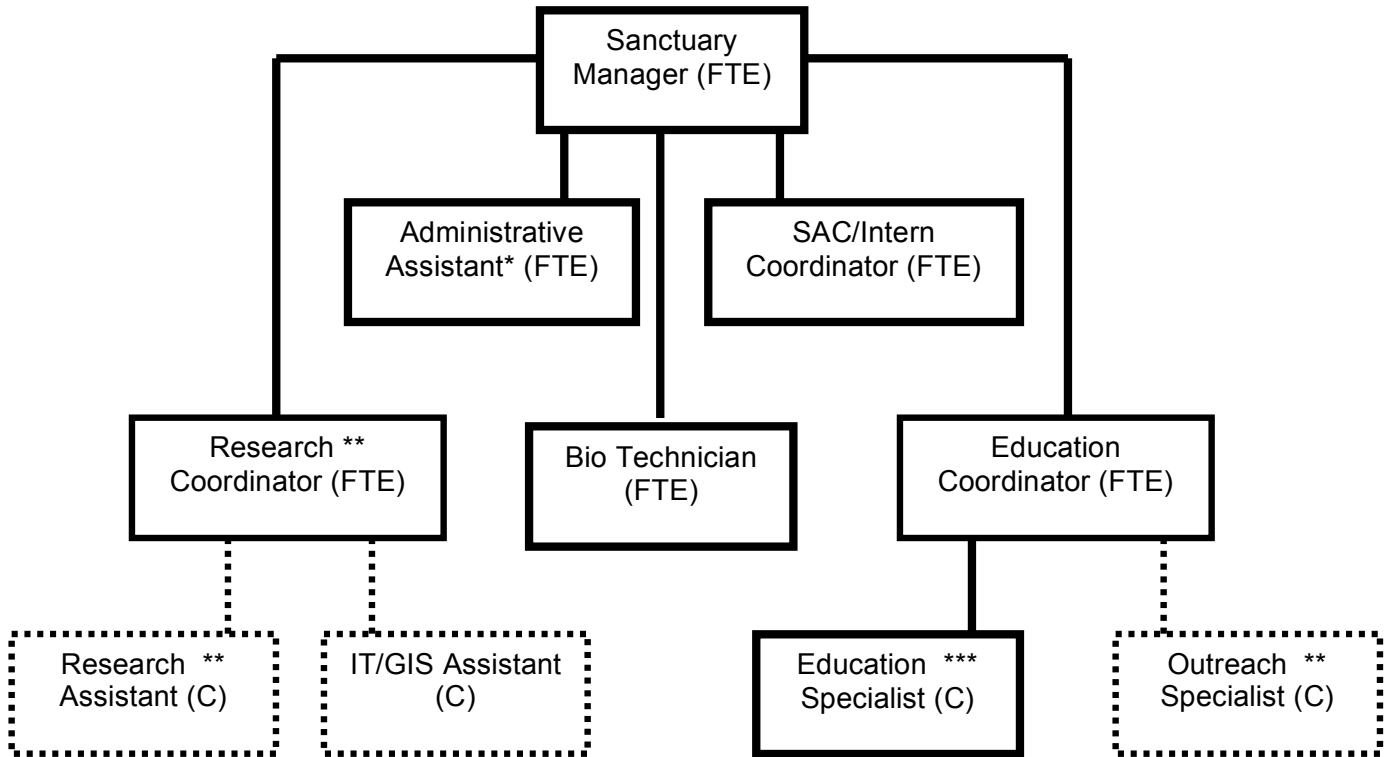 Sanctuary
Manager (FTE)
Administrative
Assistant* (FTE)
SAC/Intern
Coordinator (FTE)
Research **
Coordinator (FTE)
Bio Technician
(FTE)
Education
Coordinator (FTE)
Research **
Assistant (C)
IT/GIS Assistant
(C)
Education ***
Specialist (C)
Outreach **
Specialist (C)